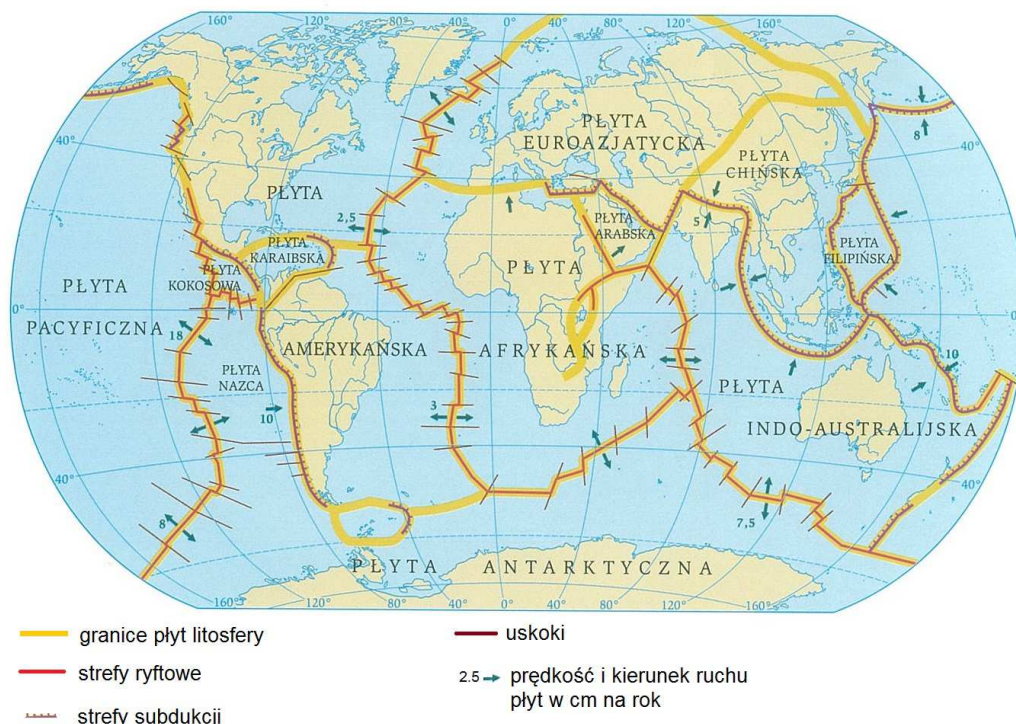 160°
120°
80°
40°
0°
40°
80°
120°
160°
PŁYTA
EUROAZJATYCKA
PŁYTA
CHIŃSKA
8
40°
40°
PŁYTA
2,5
5
PŁYTA
ARABSKA
PŁYTA
KARAIBSKA
PŁYTA
KOKOSOWA
PŁYTA
FILIPIŃSKA
PŁYTA
PŁYTA
0°
0°
PACYFICZNA
18
AMERYKAŃSKA
AFRYKAŃSKA
10
PŁYTA
NAZCA
PŁYTA
10
3
INDO-AUSTRALIJSKA
40°
40°
8
7,5
PŁYTA ANTARKTYCZNA
160°
120°
80°
40°
0°
40°
80°
120°
160°
granice płyt litosfery
uskoki
strefy ryftowe
2.5 prędkość i kierunek ruchu
płyt w cm na rok
strefy subdukcji